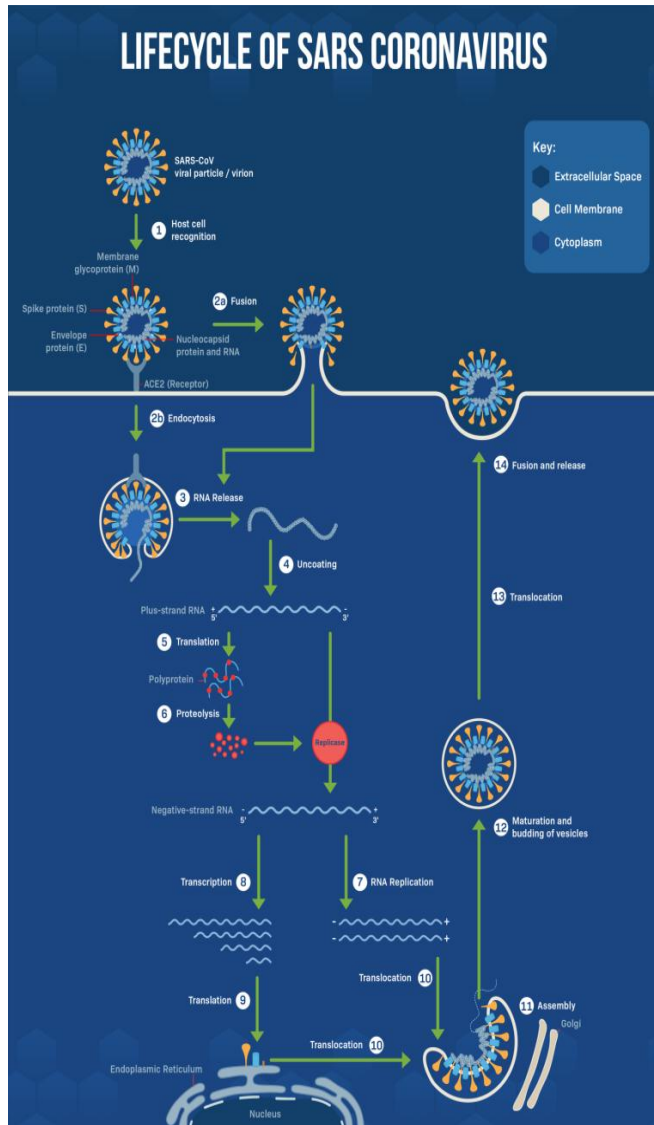 LIFECYCLE OF SARS CORONAVIRUS
SARS-CoV
viral particle / virion
Key:
Extracellular Space
Cell Membrane
Cytoplasm
1 Host cell
recognition
Membrane
glycoprotein (M)
2a Fusion
Spike protein (S)
Envelope
protein (E)
Nucleocapsid
protein and RNA
ACE2 (Receptor)
2b Endocytosis
14 Fusion and release
3 RNA Release
4 Uncoating
13 Translocation
Plus-strand RNA + -
5' 3'
5 Translation
Polyprotein
6 Proteolysis
Replicase
Negative-strand RNA - +
5' 3'
12 Maturation and
budding of vesicles
Transcription 8
7 RNA Replication
- +
- +
Translocation 10
Translation 9
11 Assembly
Golgi
Translocation 10
Endoplasmic Reticulum
Nucleus